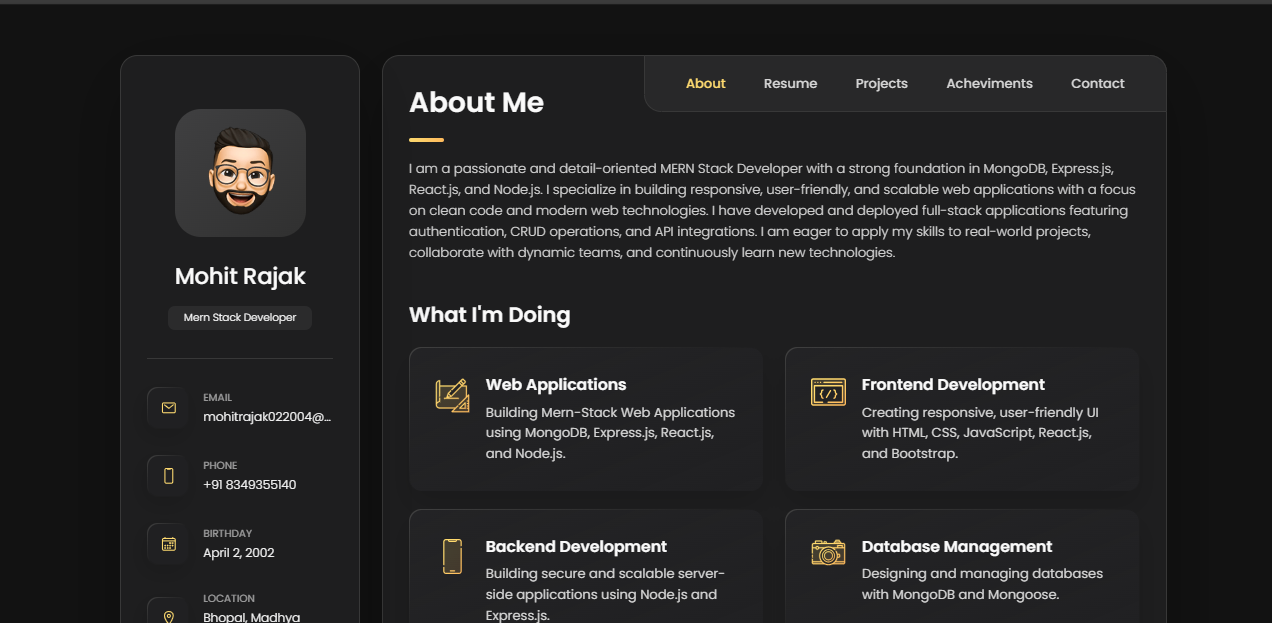 Mohit Rajak
Mern Stack Developer
EMAIL
mohitrajak022004@...
PHONE
+91 8349355140
BIRTHDAY
April 2, 2002
LOCATION
Bhopal, Madhya
About
Resume
Projects
Acheviments
Contact
About Me
I am a passionate and detail-oriented MERN Stack Developer with a strong foundation in MongoDB, Express.js,
React.js, and Node.js. I specialize in building responsive, user-friendly, and scalable web applications with a focus
on clean code and modern web technologies. I have developed and deployed full-stack applications featuring
authentication, CRUD operations, and API integrations. I am eager to apply my skills to real-world projects,
collaborate with dynamic teams, and continuously learn new technologies.
What I'm Doing
Web Applications
Building Mern-Stack Web Applications
using MongoDB, Express.js, React.js,
and Node.js.
Frontend Development
Creating responsive, user-friendly UI
with HTML, CSS, JavaScript, React.js,
and Bootstrap.
Backend Development
Building secure and scalable server-
side applications using Node.js and
Express.js.
Database Management
Designing and managing databases
with MongoDB and Mongoose.